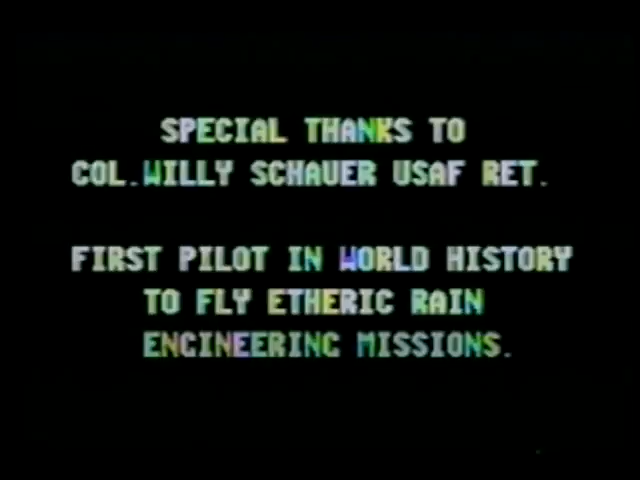 SPECIAL THANKS TO
COL.WILLY SCHAUER USAF RET.
FIRST PILOT IN WORLD HISTORY
TO FLY ETHERIC RAIN
ENGINEERING MISSIONS.